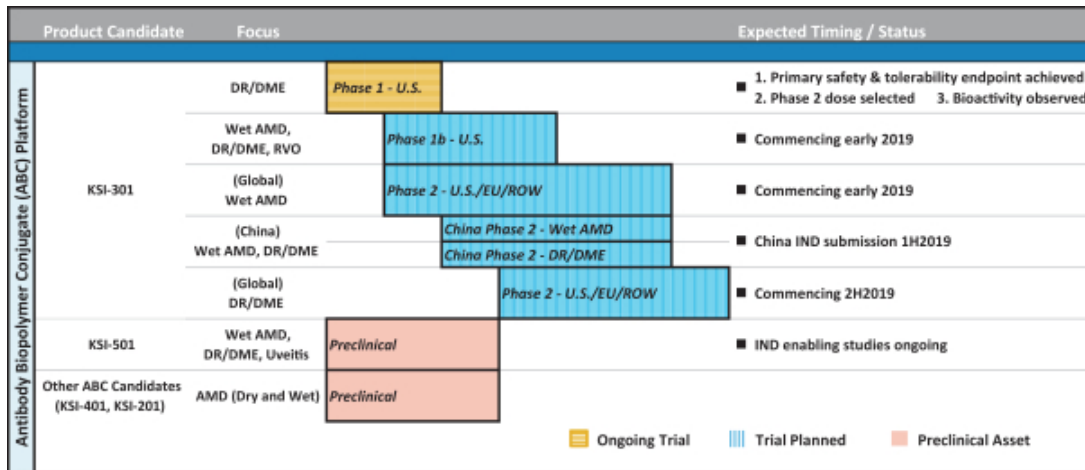 Product Candidate Focus Expected Timing / Status
Antibody Biopolymer Conjugate (ABC) Platform
DR/DME
Phase 1 - U.S.
■ 1. Primary safety & tolerability endpoint achieved
2. Phase 2 dose selected 3. Bioactivity observed
Wet AMD,
DR/DME, RVO
Phase 1b - U.S.
■ Commencing early 2019
KSI-301
(Global)
Wet AMD
Phase 2 - U.S./EU/ROW
■ Commencing early 2019
(China)
Wet AMD, DR/DME
China Phase 2 - Wet AMD
China Phase 2 - DR/DME
■ China IND submission 1H2019
(Global)
DR/DME
Phase 2 - U.S./EU/ROW
■ Commencing 2H2019
KSI-501
Wet AMD,
DR/DME, Uveitis
Preclinical
■ IND enabling studies ongoing
Other ABC Candidates
(KSI-401, KSI-201)
AMD (Dry and Wet)
Preclinical
Ongoing Trial
Trial Planned
Preclinical Asset